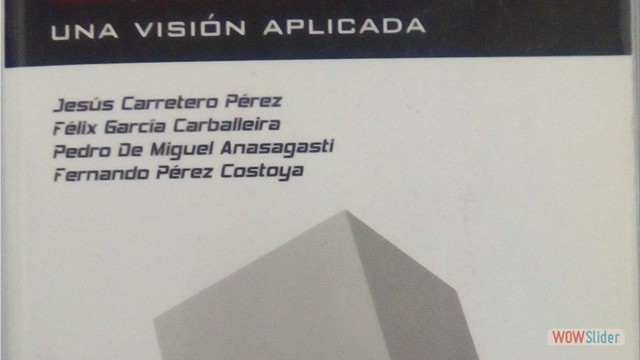 UNA VISIÓN APLICADA
Jesús Carretero Pérez
Félix García Carballeira
Pedro De Miguel Anasagasti
Fernando Pérez Costoya
WOWSlider